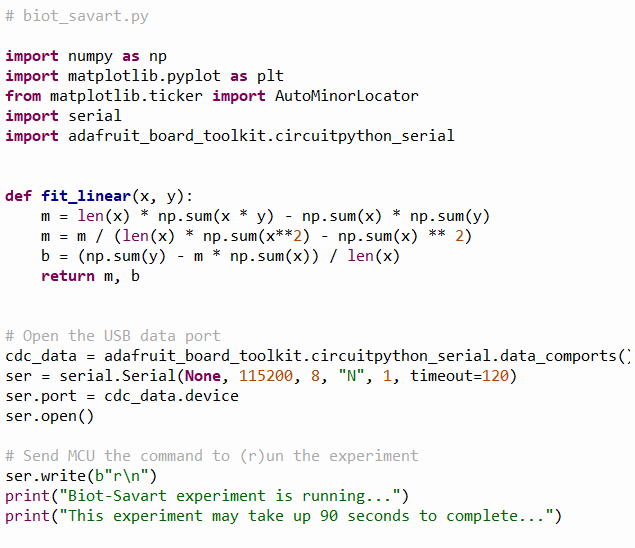 # biot_savart.py
import numpy as np
import matplotlib.pyplot as plt
from matplotlib.ticker import AutoMinorLocator
import serial
import adafruit_board_toolkit.circuitpython_serial
def fit_linear(x, y):
    m = len(x) * np.sum(x * y) - np.sum(x) * np.sum(y)
    m = m / (len(x) * np.sum(x**2) - np.sum(x) ** 2)
    b = (np.sum(y) - m * np.sum(x)) / len(x)
    return m, b
# Open the USB data port
cdc_data = adafruit_board_toolkit.circuitpython_serial.data_comports()
ser = serial.Serial(None, 115200, 8, "N", 1, timeout=120)
ser.port = cdc_data.device
ser.open()
# Send MCU the command to (r)un the experiment
ser.write(b"r\n")
print("Biot-Savart experiment is running...")
print("This experiment may take up 90 seconds to complete...")